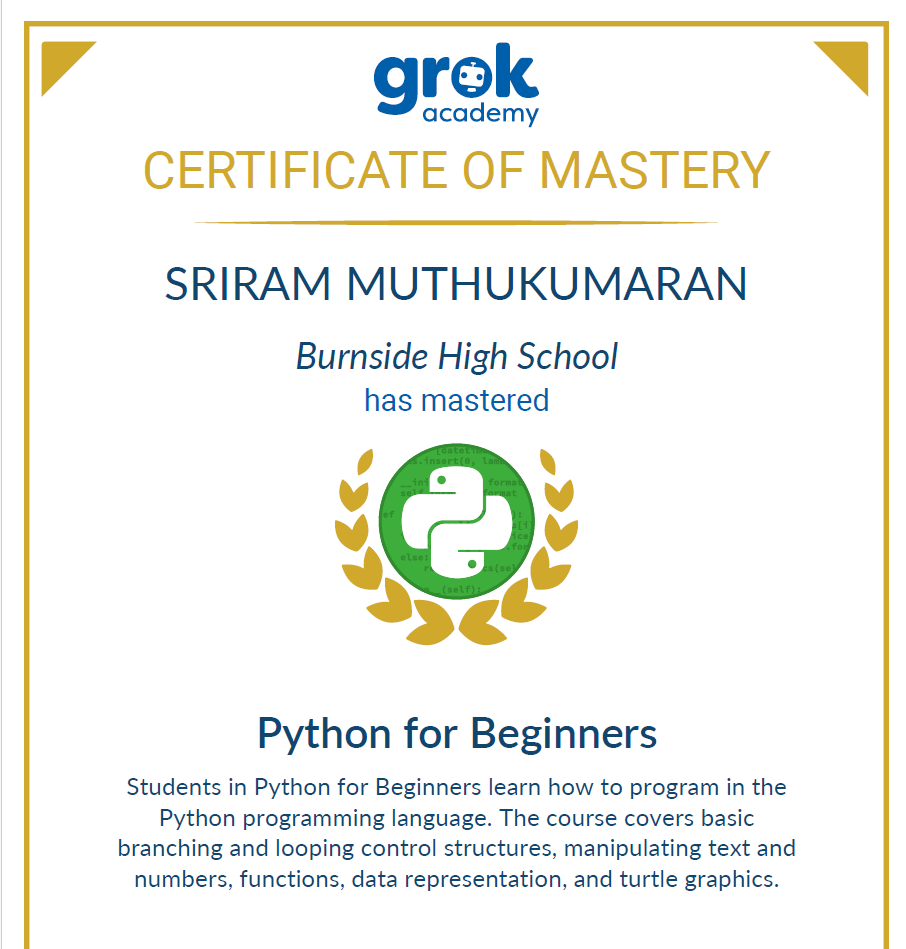 grok
academy
CERTIFICATE OF MASTERY
SRIRAM MUTHUKUMARAN
Burnside High School
has mastered
Python for Beginners
Students in Python for Beginners learn how to program in the
Python programming language. The course covers basic
branching and looping control structures, manipulating text and
numbers, functions, data representation, and turtle graphics.